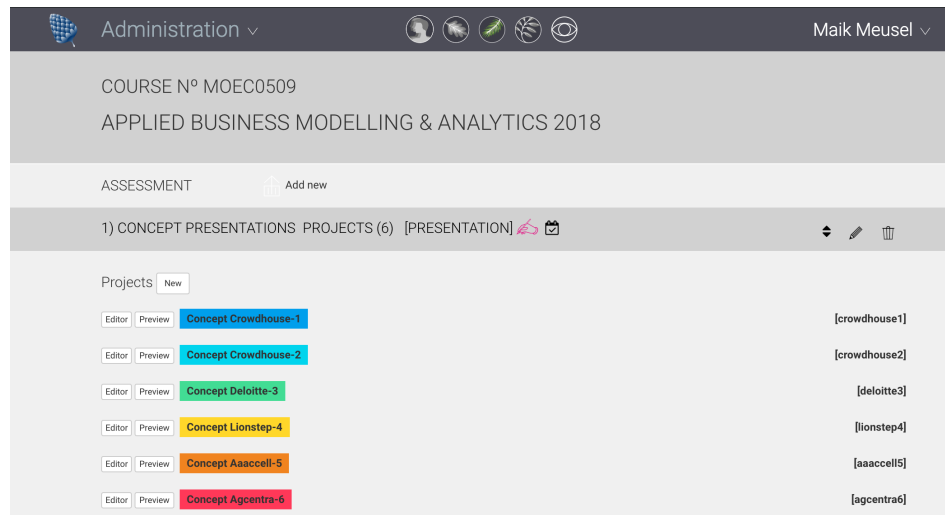 Administration
Maik Meusel
COURSE Nº MOEC0509
APPLIED BUSINESS MODELLING & ANALYTICS 2018
ASSESSMENT Add new
1) CONCEPT PRESENTATIONS PROJECTS (6) [PRESENTATION]
Projects New
Editor Preview Concept Crowdhouse-1 [crowdhouse1]
Editor Preview Concept Crowdhouse-2 [crowdhouse2]
Editor Preview Concept Deloitte-3 [deloitte3]
Editor Preview Concept Lionstep-4 [lionstep4]
Editor Preview Concept Aaaccell-5 [aaaccell5]
Editor Preview Concept Agcentra-6 [agcentra6]